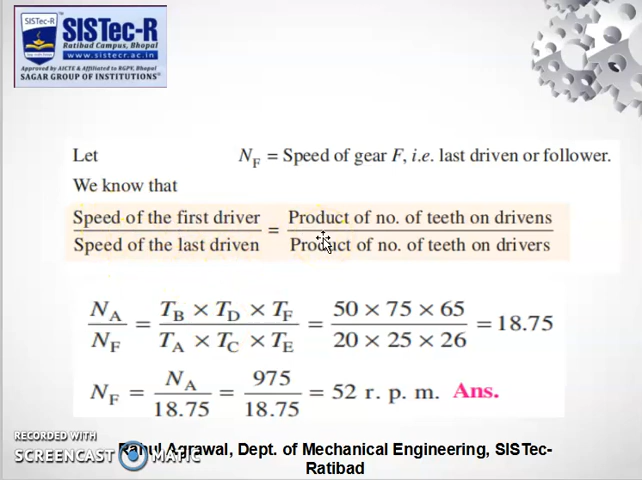 SISTec-R
SISTec-R
Ratibad Campus, Bhopal
www.sistecr.ac.in
Approved by AICTE & Affiliated to RGPV, Bhopal
SAGAR GROUP OF INSTITUTIONS
Let N_F = Speed of gear F, i.e. last driven or follower.
We know that
Speed of the first driver / Speed of the last driven = Product of no. of teeth on drivens / Product of no. of teeth on drivers
N_A / N_F = T_B × T_D × T_F / T_A × T_C × T_E = 50 × 75 × 65 / 20 × 25 × 26 = 18.75
N_F = N_A / 18.75 = 975 / 18.75 = 52 r. p. m. Ans.
RECORDED WITH
SCREENCAST MATIC
Rahul Agrawal, Dept. of Mechanical Engineering, SISTec-
Ratibad